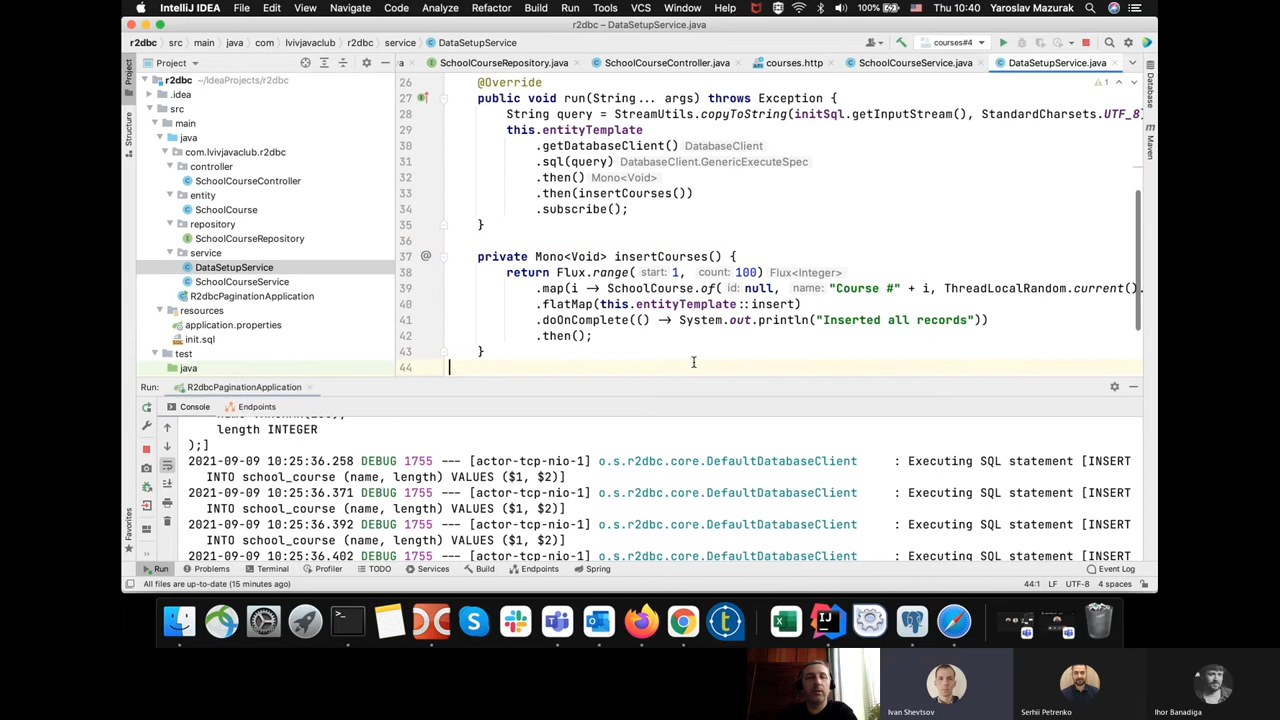 IntelliJ IDEA File Edit View Navigate Code Analyze Refactor Build Run Tools VCS Window Help 100% Thu 10:40 Yaroslav Mazurak
r2dbc – DataSetupService.java
r2dbc src main java com lvivjavaclub r2dbc service DataSetupService courses#4
Project SchoolCourseRepository.java SchoolCourseController.java courses.http SchoolCourseService.java DataSetupService.java
r2dbc ~/IdeaProjects/r2dbc
.idea
src
main
java
com.lvivjavaclub.r2dbc
controller
SchoolCourseController
entity
SchoolCourse
repository
SchoolCourseRepository
service
DataSetupService
SchoolCourseService
R2dbcPaginationApplication
resources
application.properties
init.sql
test
java
Project
Structure
Favorites
Database
Maven
1
26 @Override
27 public void run(String... args) throws Exception {
28 String query = StreamUtils.copyToString(initSql.getInputStream(), StandardCharsets.UTF_8)
29 this.entityTemplate
30 .getDatabaseClient() DatabaseClient
31 .sql(query) DatabaseClient.GenericExecuteSpec
32 .then() Mono<Void>
33 .then(insertCourses())
34 .subscribe();
35 }
36
37 private Mono<Void> insertCourses() {
38 return Flux.range( start: 1, count: 100) Flux<Integer>
39 .map(i -> SchoolCourse.of( id: null, name: "Course #" + i, ThreadLocalRandom.current().
40 .flatMap(this.entityTemplate::insert)
41 .doOnComplete(() -> System.out.println("Inserted all records"))
42 .then();
43 }
44
Run: R2dbcPaginationApplication
Console Endpoints
length INTEGER
);]
2021-09-09 10:25:36.258 DEBUG 1755 --- [actor-tcp-nio-1] o.s.r2dbc.core.DefaultDatabaseClient : Executing SQL statement [INSERT
INTO school_course (name, length) VALUES ($1, $2)]
2021-09-09 10:25:36.371 DEBUG 1755 --- [actor-tcp-nio-1] o.s.r2dbc.core.DefaultDatabaseClient : Executing SQL statement [INSERT
INTO school_course (name, length) VALUES ($1, $2)]
2021-09-09 10:25:36.392 DEBUG 1755 --- [actor-tcp-nio-1] o.s.r2dbc.core.DefaultDatabaseClient : Executing SQL statement [INSERT
INTO school_course (name, length) VALUES ($1, $2)]
2021-09-09 10:25:36.402 DEBUG 1755 --- [actor-tcp-nio-1] o.s.r2dbc.core.DefaultDatabaseClient : Executing SQL statement [INSERT
Run Problems Terminal Profiler TODO Services Build Endpoints Spring Event Log
All files are up-to-date (15 minutes ago) 44:1 LF UTF-8 4 spaces
Ivan Shevtsov
Serhii Petrenko
Ihor Banadiga